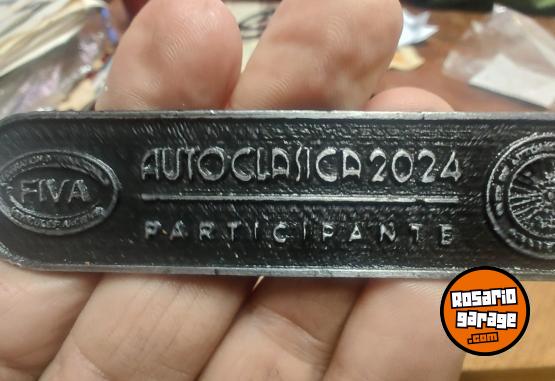 FIVA
AUTOCLASICA 2024
PARTICIPANTE
Rosario
garage
.com